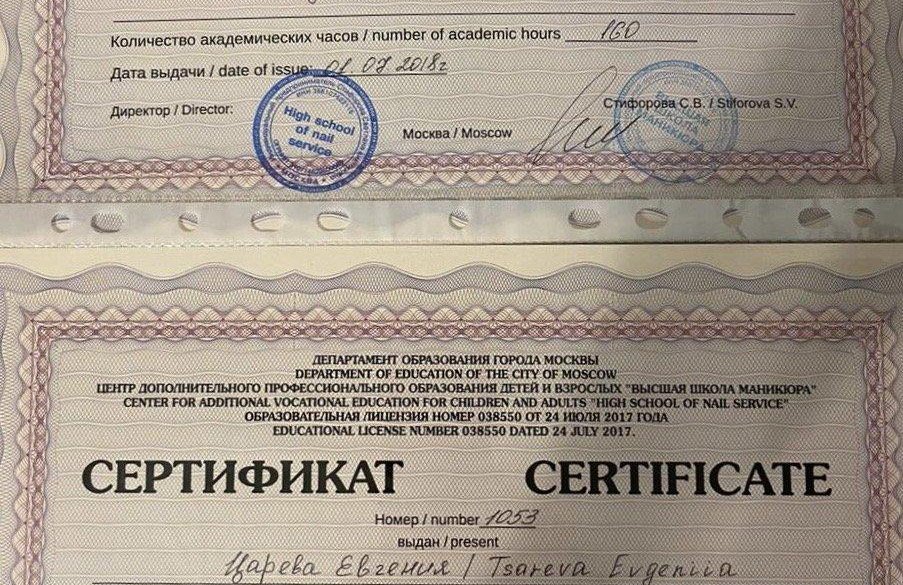 Количество академических часов / number of academic hours 160
Дата выдачи / date of issue: 01.07 2018г
Директор / Director:
High school
of nail
service
Москва / Moscow
Стифорова С.В. / Stiforova S.V.
ВЫСШАЯ
ШКОЛА
МАНИКЮРА
ДЕПАРТАМЕНТ ОБРАЗОВАНИЯ ГОРОДА МОСКВЫ
DEPARTMENT OF EDUCATION OF THE CITY OF MOSCOW
ЦЕНТР ДОПОЛНИТЕЛЬНОГО ПРОФЕССИОНАЛЬНОГО ОБРАЗОВАНИЯ ДЕТЕЙ И ВЗРОСЛЫХ "ВЫСШАЯ ШКОЛА МАНИКЮРА"
CENTER FOR ADDITIONAL VOCATIONAL EDUCATION FOR CHILDREN AND ADULTS "HIGH SCHOOL OF NAIL SERVICE"
ОБРАЗОВАТЕЛЬНАЯ ЛИЦЕНЗИЯ НОМЕР 038550 ОТ 24 ИЮЛЯ 2017 ГОДА
EDUCATIONAL LICENSE NUMBER 038550 DATED 24 JULY 2017.
СЕРТИФИКАТ CERTIFICATE
Номер / number 1053
выдан / present
Царева Евгения / Tsareva Evgeniia